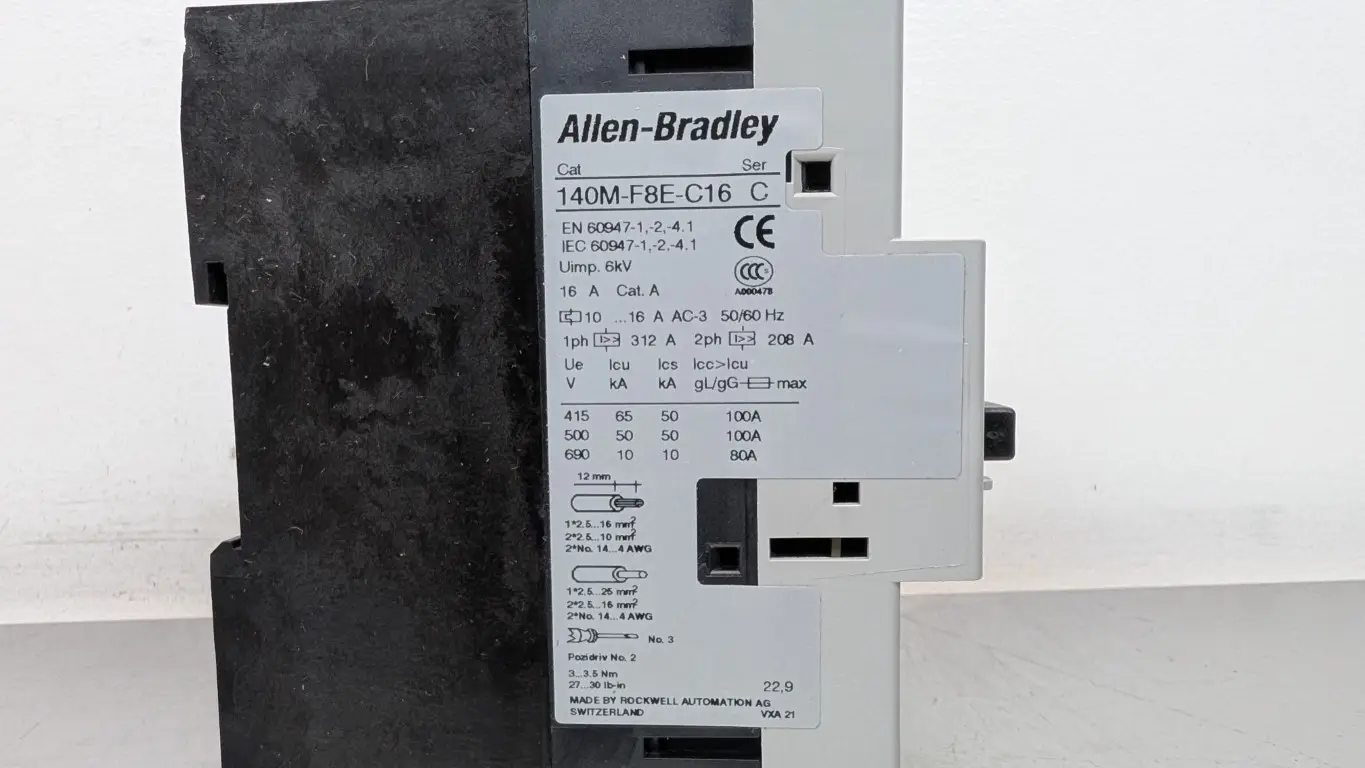 Allen-Bradley
Cat Ser
140M-F8E-C16 C
EN 60947-1,-2,-4.1
IEC 60947-1,-2,-4.1
CE
Uimp. 6kV
CCC s
16 A Cat. A
A000478
10 ...16 A AC-3 50/60 Hz
1ph I>> 312 A 2ph I>> 208 A
Ue Icu Ics Icc>Icu
V kA kA gL/gG max
415 65 50 100A
500 50 50 100A
690 10 10 80A
12 mm
1*2.5...16 mm²
2*2.5...10 mm²
2*No. 14...4 AWG
1*2.5...25 mm²
2*2.5...16 mm²
2*No. 14...4 AWG
No. 3
Pozidriv No. 2
3...3.5 Nm
27...30 lb-in 22,9
MADE BY ROCKWELL AUTOMATION AG
SWITZERLAND VXA 21